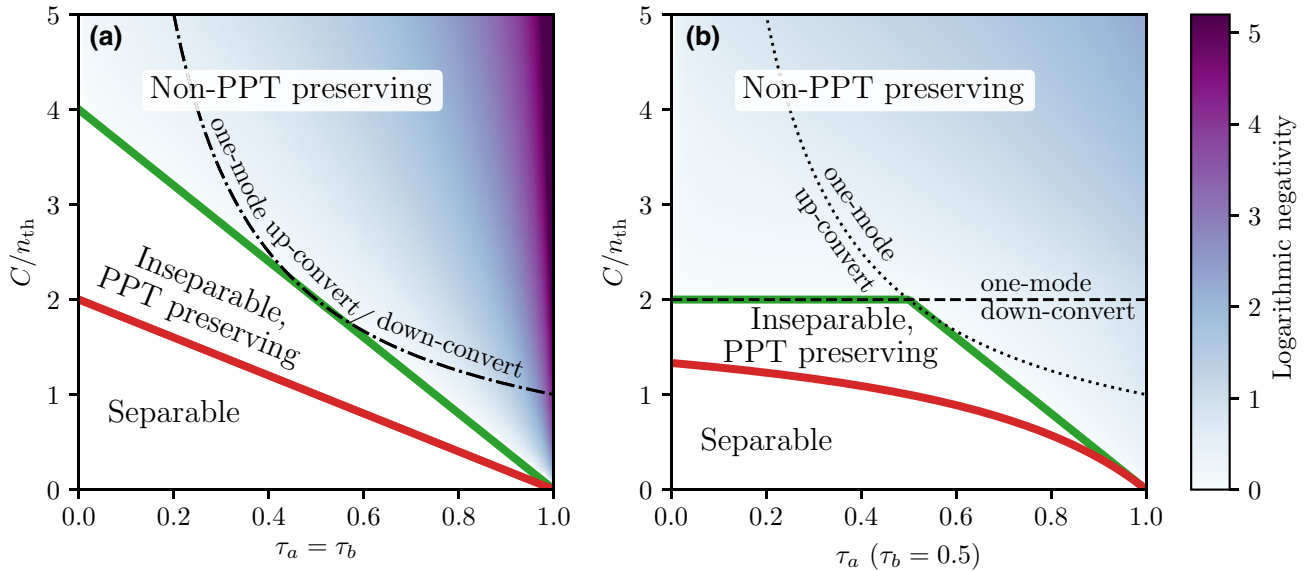 (a)
Non-PPT preserving
one-mode up-convert / down-convert
Inseparable,
PPT preserving
Separable
C/n_th
5
4
3
2
1
0
0.0 0.2 0.4 0.6 0.8 1.0
τ_a = τ_b
(b)
Non-PPT preserving
one-mode
up-convert
one-mode
down-convert
Inseparable,
PPT preserving
Separable
C/n_th
5
4
3
2
1
0
0.0 0.2 0.4 0.6 0.8 1.0
τ_a (τ_b = 0.5)
5
4
3
2
1
0
Logarithmic negativity